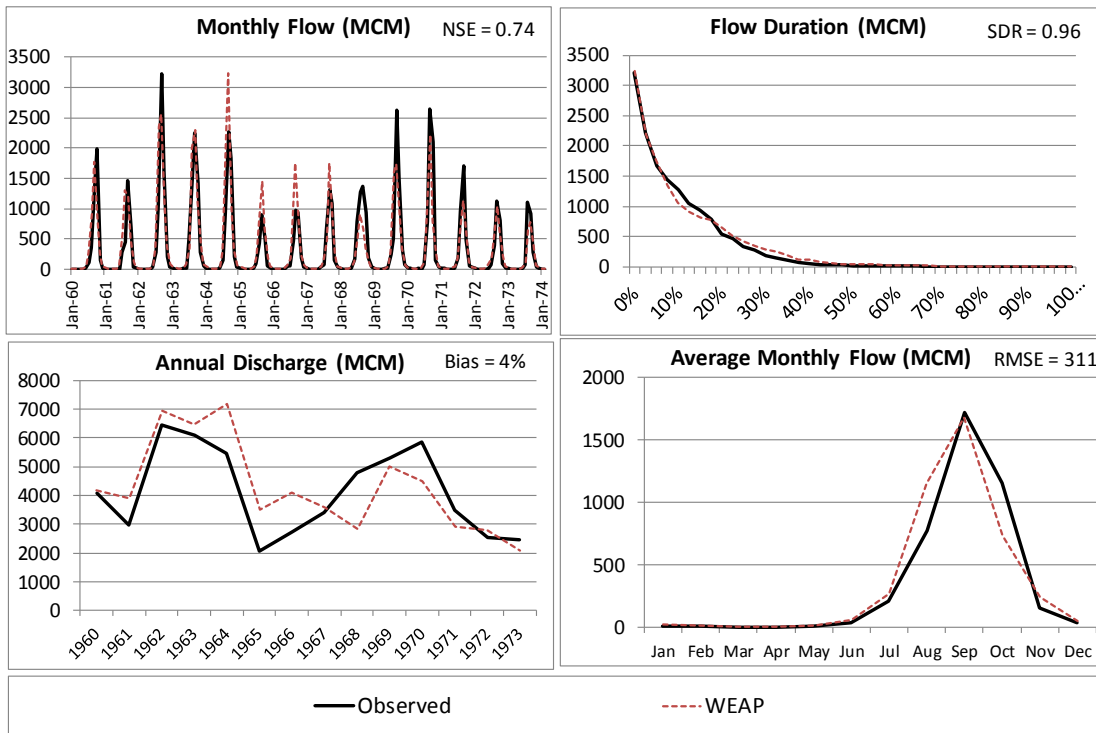 Monthly Flow (MCM)
NSE = 0.74
3500
3000
2500
2000
1500
1000
500
0
Jan-60
Jan-61
Jan-62
Jan-63
Jan-64
Jan-65
Jan-66
Jan-67
Jan-68
Jan-69
Jan-70
Jan-71
Jan-72
Jan-73
Jan-74
Flow Duration (MCM)
SDR = 0.96
3500
3000
2500
2000
1500
1000
500
0
0%
10%
20%
30%
40%
50%
60%
70%
80%
90%
100...
Annual Discharge (MCM)
Bias = 4%
8000
7000
6000
5000
4000
3000
2000
1000
0
1960
1961
1962
1963
1964
1965
1966
1967
1968
1969
1970
1971
1972
1973
Average Monthly Flow (MCM)
RMSE = 311
2000
1500
1000
500
0
Jan Feb Mar Apr May Jun Jul Aug Sep Oct Nov Dec
Observed
WEAP